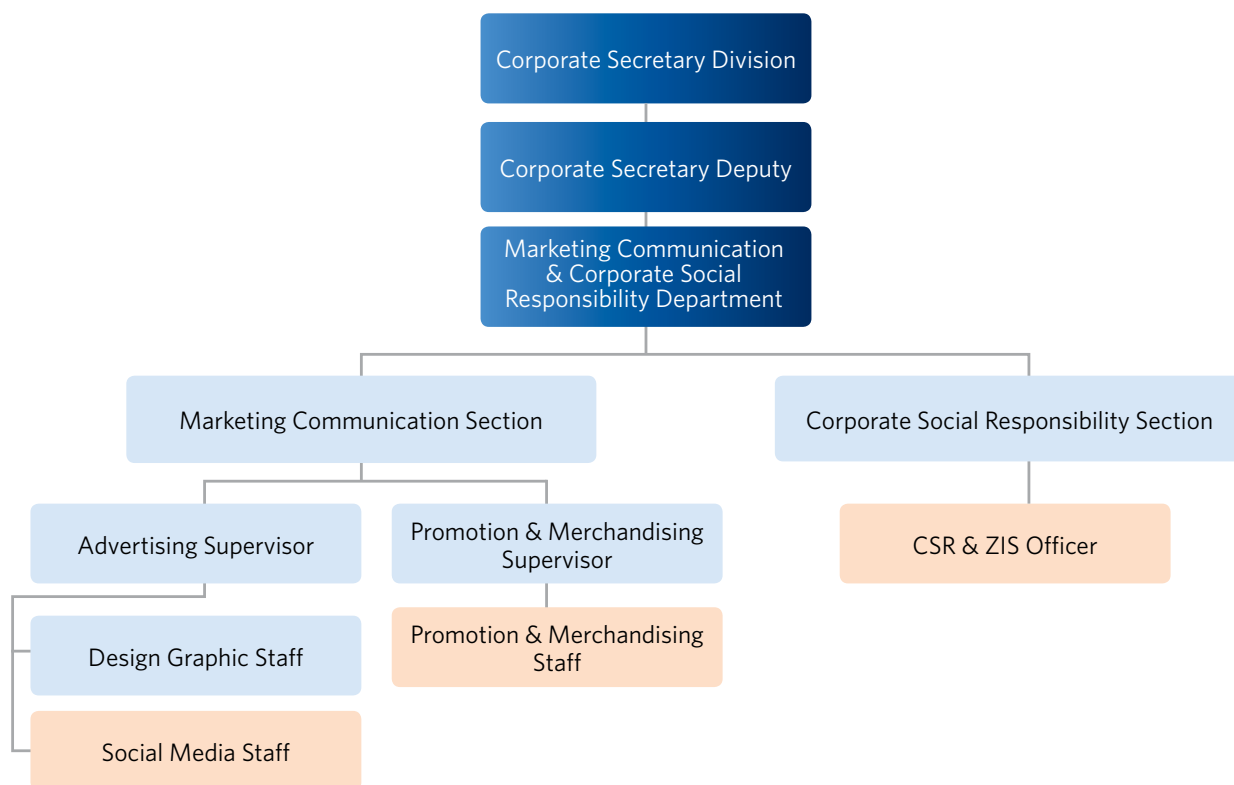 Corporate Secretary Division
Corporate Secretary Deputy
Marketing Communication
& Corporate Social
Responsibility Department
Marketing Communication Section
Corporate Social Responsibility Section
Advertising Supervisor
Promotion & Merchandising
Supervisor
CSR & ZIS Officer
Design Graphic Staff
Promotion & Merchandising
Staff
Social Media Staff